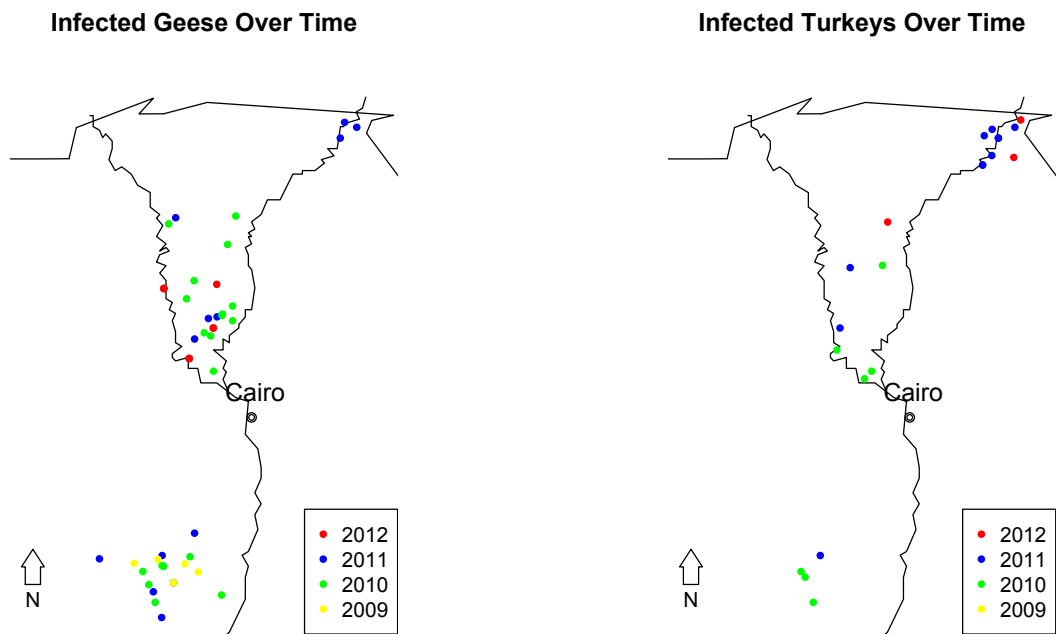 Infected Geese Over Time
Cairo
N
2012
2011
2010
2009
Infected Turkeys Over Time
Cairo
N
2012
2011
2010
2009